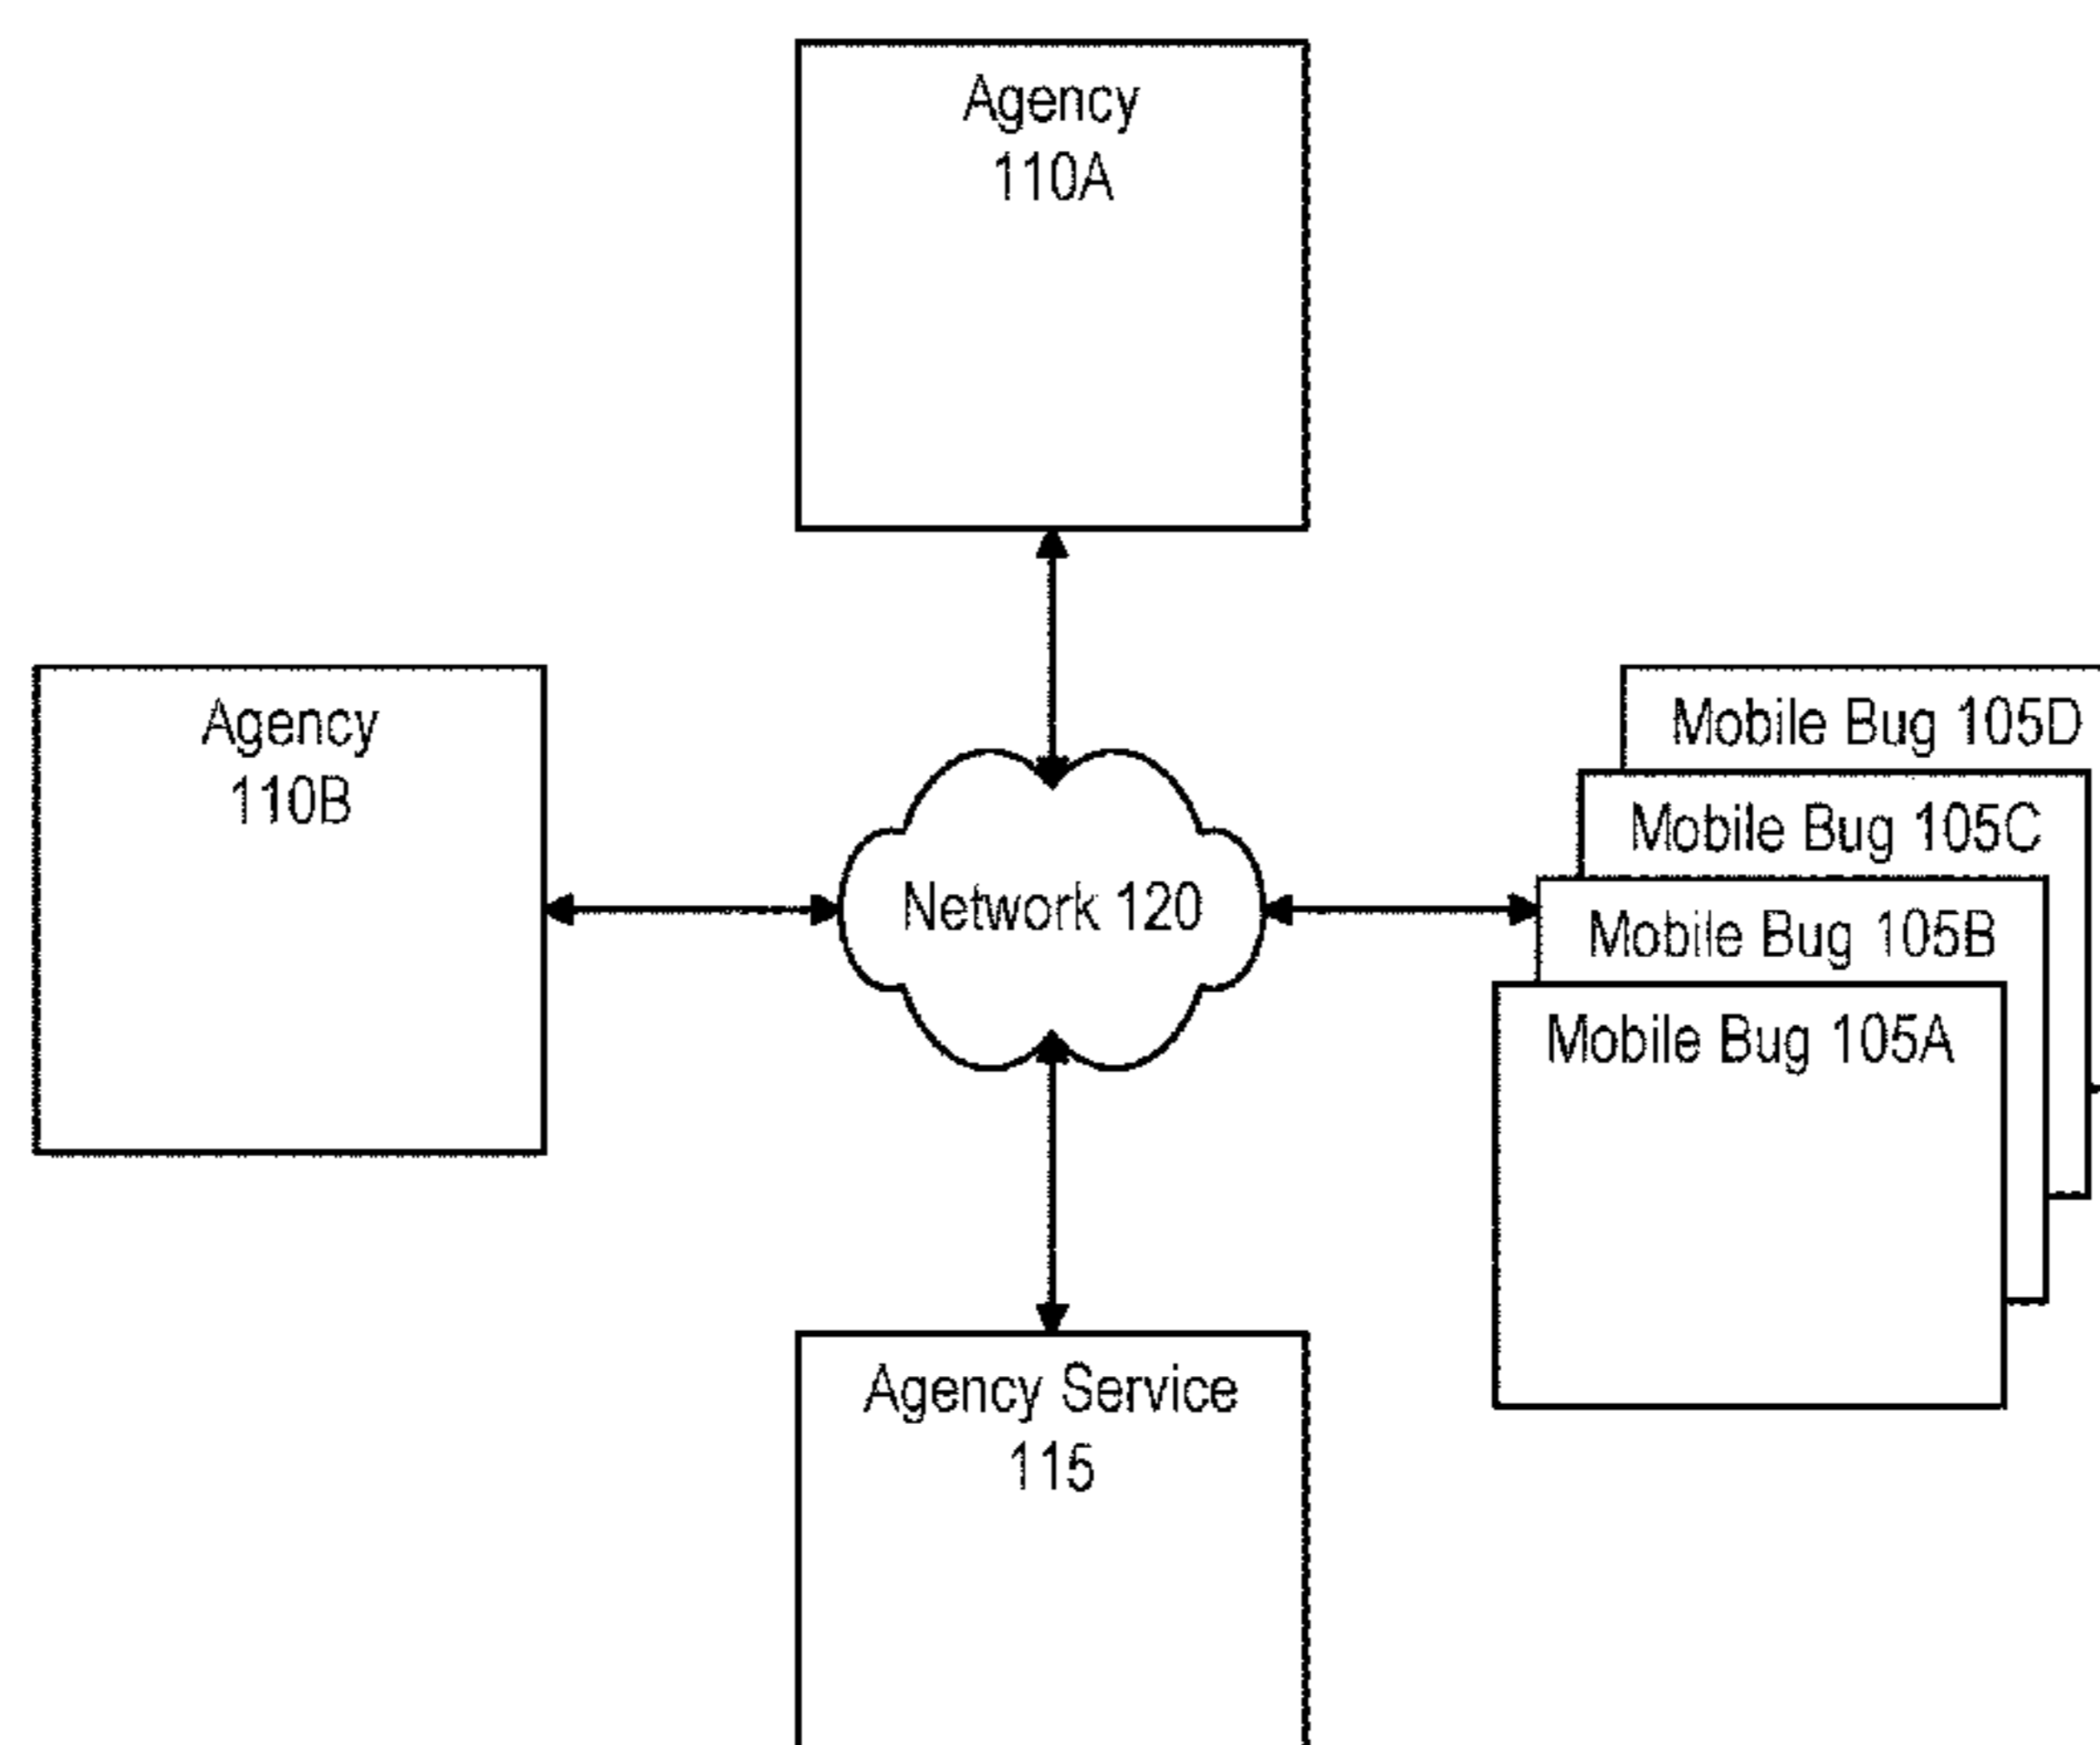 Agency
110A
Agency
110B
Network 120
Mobile Bug 105D
Mobile Bug 105C
Mobile Bug 105B
Mobile Bug 105A
Agency Service
115